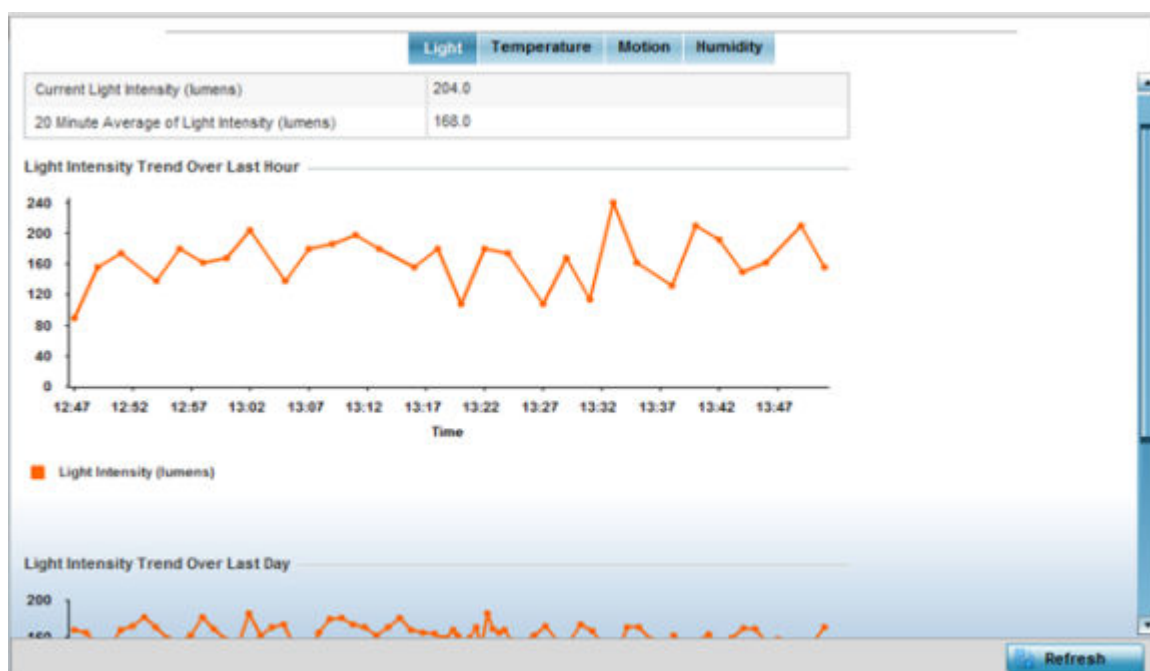 Light Temperature Motion Humidity
Current Light Intensity (lumens) 204.0
20 Minute Average of Light Intensity (lumens) 168.0
Light Intensity Trend Over Last Hour
240
200
160
120
80
40
0
12:47 12:52 12:57 13:02 13:07 13:12 13:17 13:22 13:27 13:32 13:37 13:42 13:47
Time
Light Intensity (lumens)
Light Intensity Trend Over Last Day
200
160
Refresh